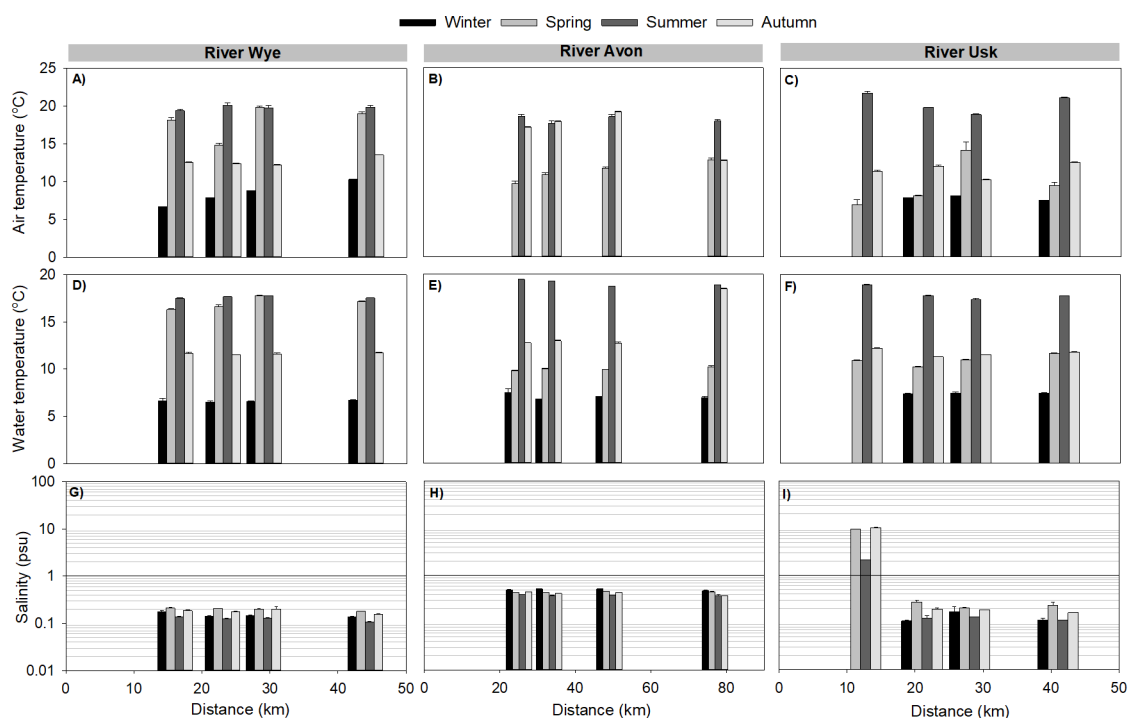 Winter Spring Summer Autumn
River Wye River Avon River Usk
A) B) C)
Air temperature (°C)
25
20
15
10
5
0
D) E) F)
Water temperature (°C)
20
15
10
5
0
G) H) I)
Salinity (psu)
100
10
1
0.1
0.01
0 10 20 30 40 50 0 20 40 60 80 0 10 20 30 40 50
Distance (km) Distance (km) Distance (km)